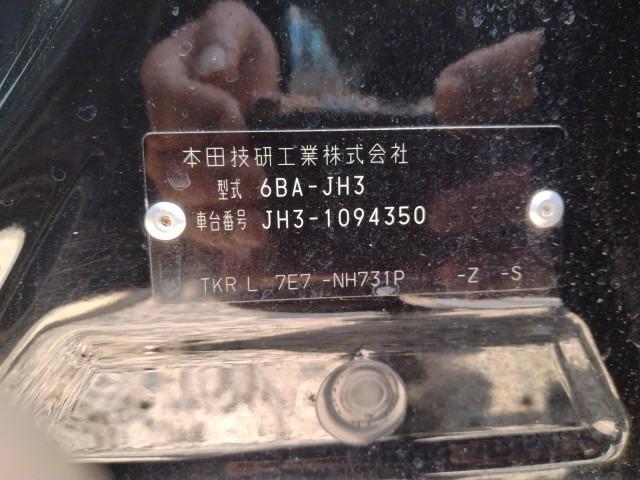 本田技研工業株式会社
型式 6BA-JH3
車台番号 JH3-1094350
TKR L 7E7 -NH731P -Z -S